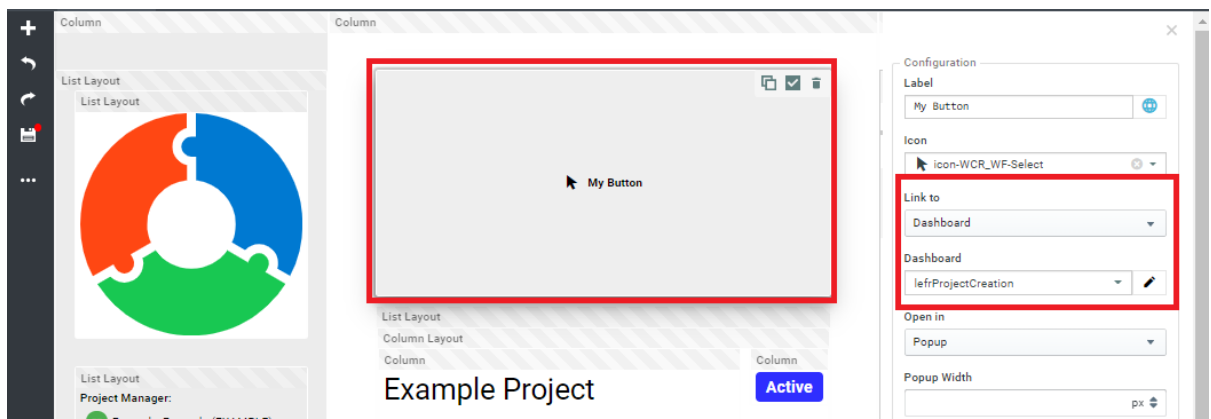 Column
Column
List Layout
List Layout
My Button
List Layout
Column Layout
Column
Column
Example Project
Active
List Layout
Project Manager:
Configuration
Label
My Button
Icon
icon-WCR_WF-Select
Link to
Dashboard
Dashboard
lefrProjectCreation
Open in
Popup
Popup Width
px